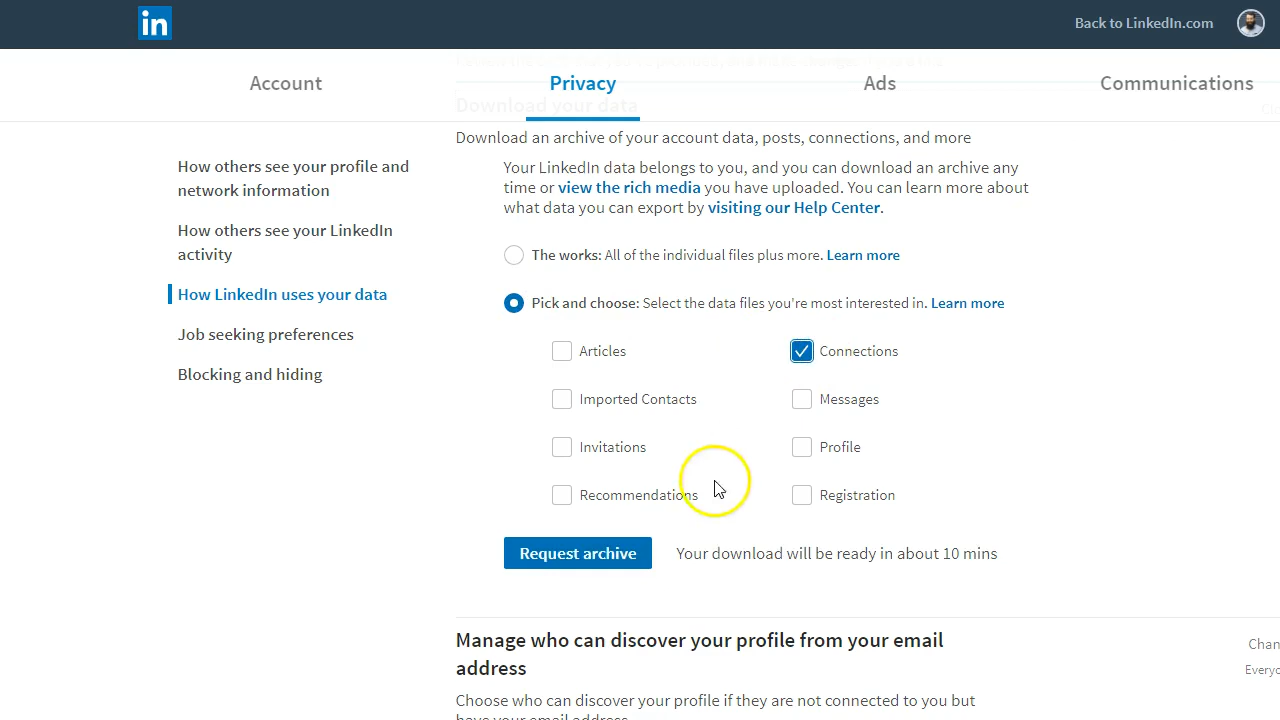 in
Back to LinkedIn.com
Account
Privacy
Ads
Communications
Download your data
Download an archive of your account data, posts, connections, and more
How others see your profile and
network information
How others see your LinkedIn
activity
How LinkedIn uses your data
Job seeking preferences
Blocking and hiding
Your LinkedIn data belongs to you, and you can download an archive any
time or view the rich media you have uploaded. You can learn more about
what data you can export by visiting our Help Center.
The works: All of the individual files plus more. Learn more
Pick and choose: Select the data files you're most interested in. Learn more
Articles
Connections
Imported Contacts
Messages
Invitations
Profile
Recommendations
Registration
Request archive
Your download will be ready in about 10 mins
Manage who can discover your profile from your email
address
Chan
Everyo
Choose who can discover your profile if they are not connected to you but
have your email address